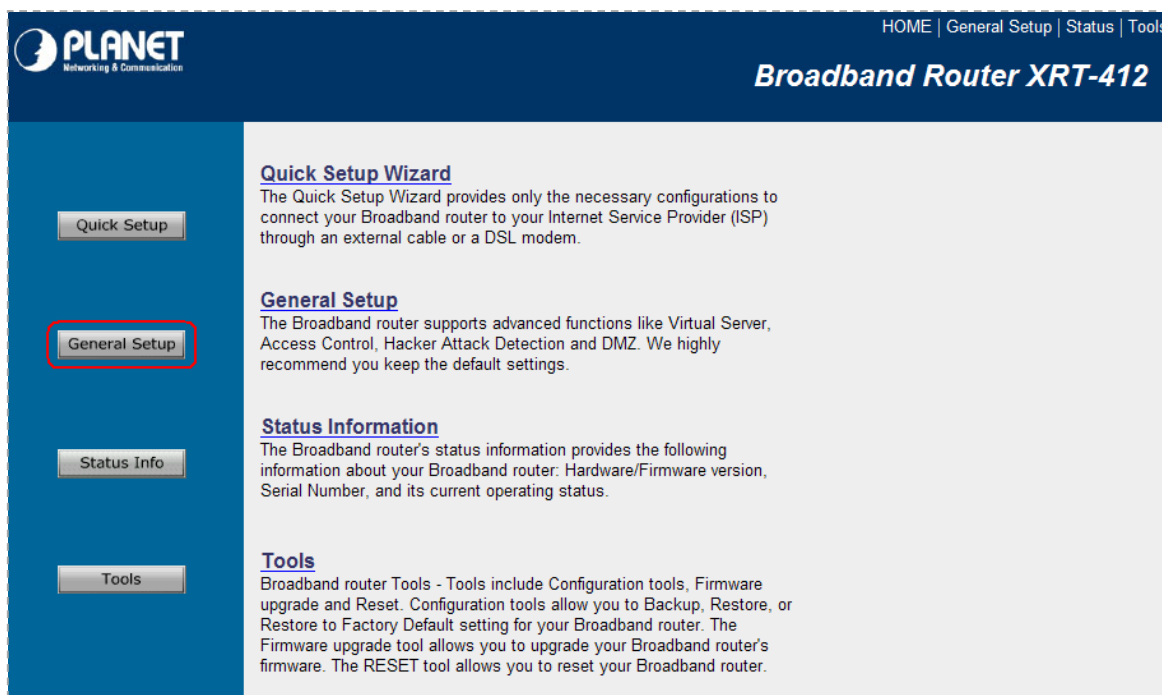 PLANET
Networking & Communication
HOME | General Setup | Status | Tools
Broadband Router XRT-412
Quick Setup
General Setup
Status Info
Tools
Quick Setup Wizard
The Quick Setup Wizard provides only the necessary configurations to
connect your Broadband router to your Internet Service Provider (ISP)
through an external cable or a DSL modem.
General Setup
The Broadband router supports advanced functions like Virtual Server,
Access Control, Hacker Attack Detection and DMZ. We highly
recommend you keep the default settings.
Status Information
The Broadband router's status information provides the following
information about your Broadband router: Hardware/Firmware version,
Serial Number, and its current operating status.
Tools
Broadband router Tools - Tools include Configuration tools, Firmware
upgrade and Reset. Configuration tools allow you to Backup, Restore, or
Restore to Factory Default setting for your Broadband router. The
Firmware upgrade tool allows you to upgrade your Broadband router's
firmware. The RESET tool allows you to reset your Broadband router.